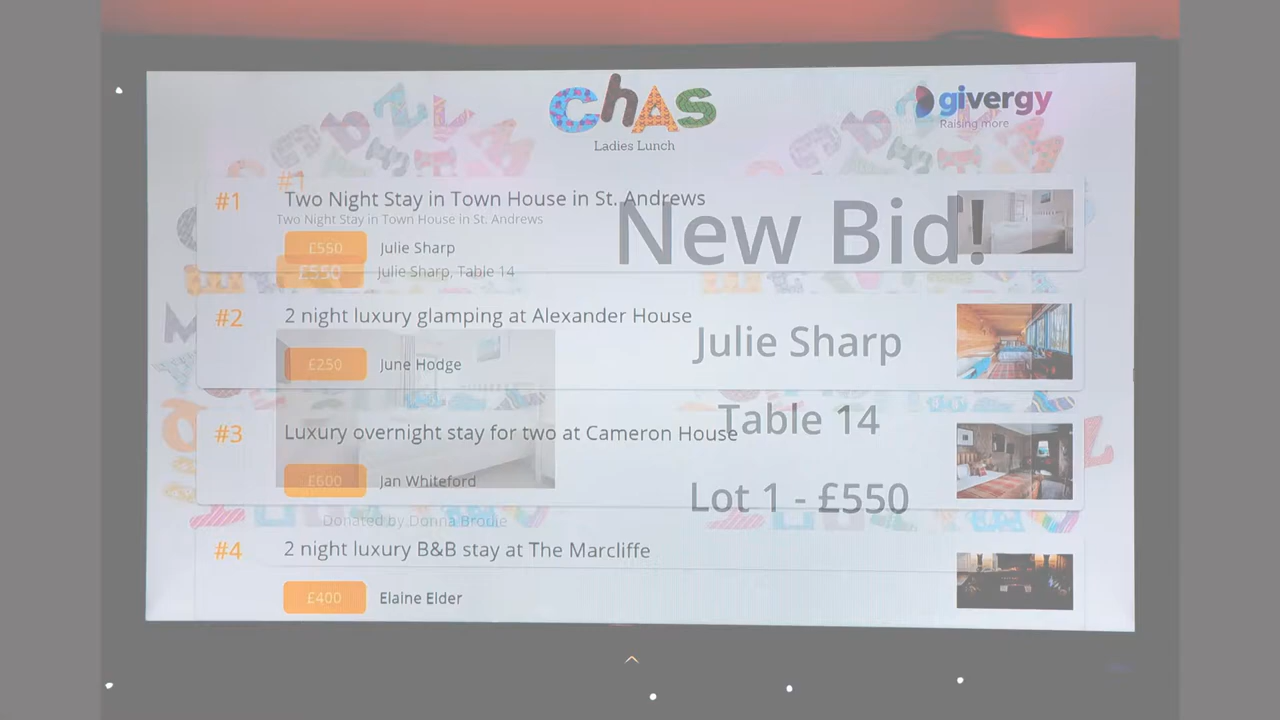 CHAS
Ladies Lunch
givergy
Raising more
#1
Two Night Stay in Town House in St. Andrews
£550
Julie Sharp
#1
Two Night Stay in Town House in St. Andrews
£550
Julie Sharp, Table 14
New Bid!
Julie Sharp
Table 14
Lot 1 - £550
#2
2 night luxury glamping at Alexander House
£250
June Hodge
#3
Luxury overnight stay for two at Cameron House
£600
Jan Whiteford
Donated by Donna Brodie
#4
2 night luxury B&B stay at The Marcliffe
£400
Elaine Elder